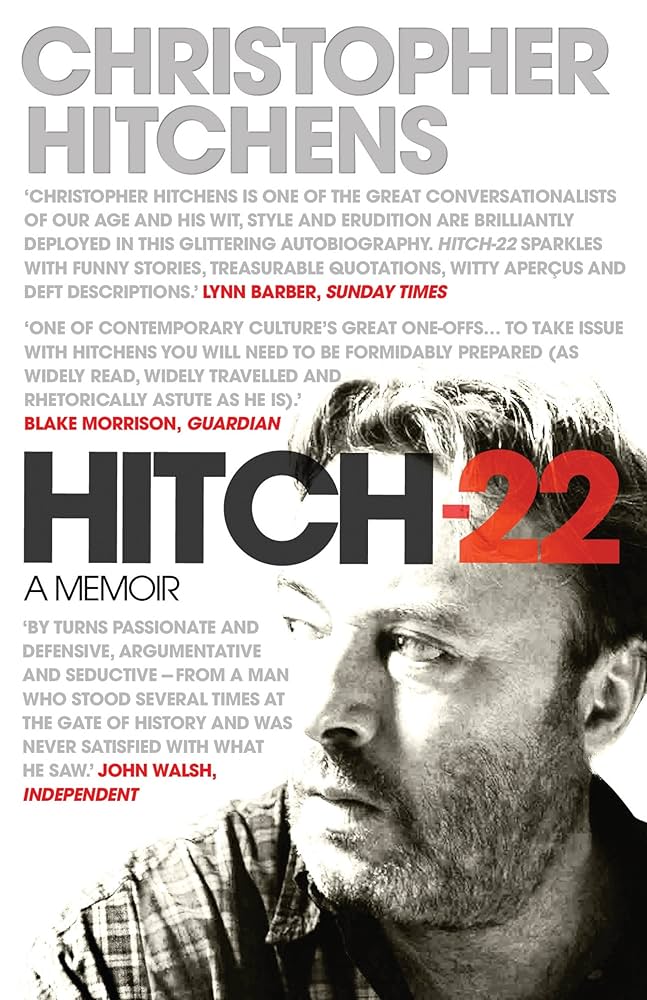 CHRISTOPHER
HITCHENS
‘CHRISTOPHER HITCHENS IS ONE OF THE GREAT CONVERSATIONALISTS
OF OUR AGE AND HIS WIT, STYLE AND ERUDITION ARE BRILLIANTLY
DEPLOYED IN THIS GLITTERING AUTOBIOGRAPHY. HITCH-22 SPARKLES
WITH FUNNY STORIES, TREASURABLE QUOTATIONS, WITTY APERÇUS AND
DEFT DESCRIPTIONS.’ LYNN BARBER, SUNDAY TIMES
‘ONE OF CONTEMPORARY CULTURE’S GREAT ONE-OFFS... TO TAKE ISSUE
WITH HITCHENS YOU WILL NEED TO BE FORMIDABLY PREPARED (AS
WIDELY READ, WIDELY TRAVELLED AND
RHETORICALLY ASTUTE AS HE IS).’
BLAKE MORRISON, GUARDIAN
HITCH-22
A MEMOIR
‘BY TURNS PASSIONATE AND
DEFENSIVE, ARGUMENTATIVE
AND SEDUCTIVE – FROM A MAN
WHO STOOD SEVERAL TIMES AT
THE GATE OF HISTORY AND WAS
NEVER SATISFIED WITH WHAT
HE SAW.’ JOHN WALSH,
INDEPENDENT